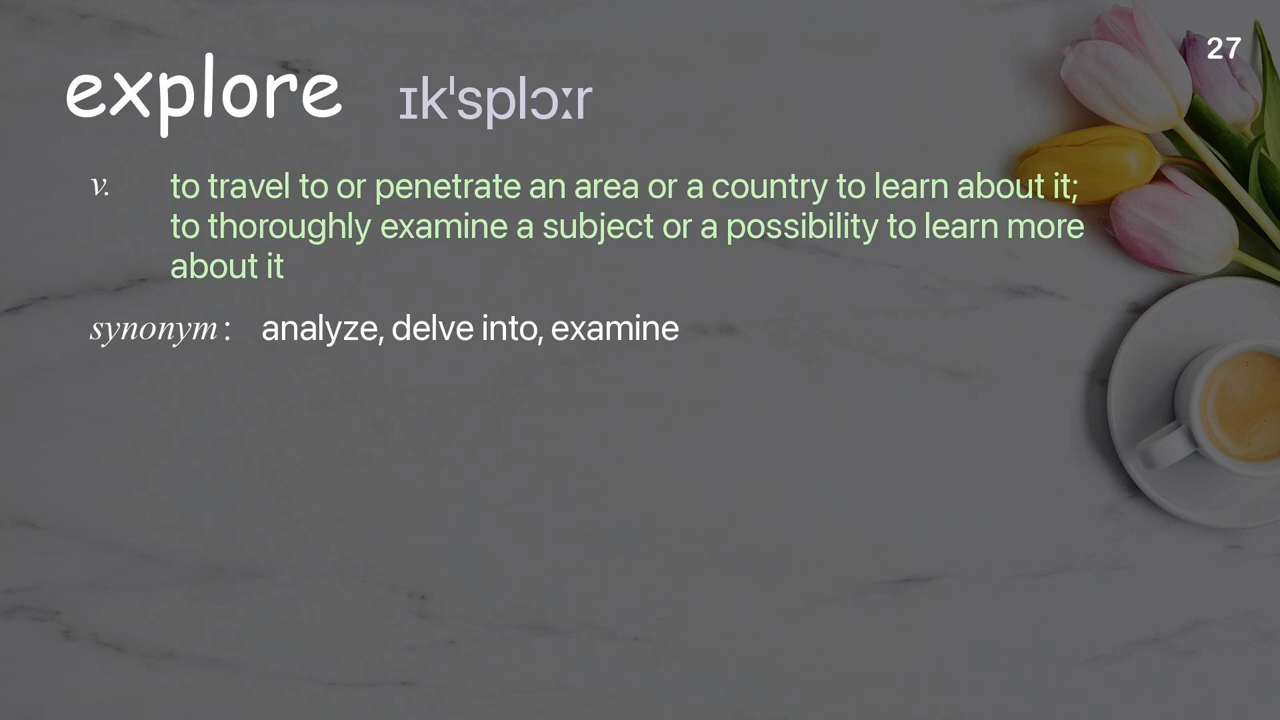 27
explore ɪkˈsplɔːr
v. to travel to or penetrate an area or a country to learn about it;
to thoroughly examine a subject or a possibility to learn more
about it
synonym: analyze, delve into, examine